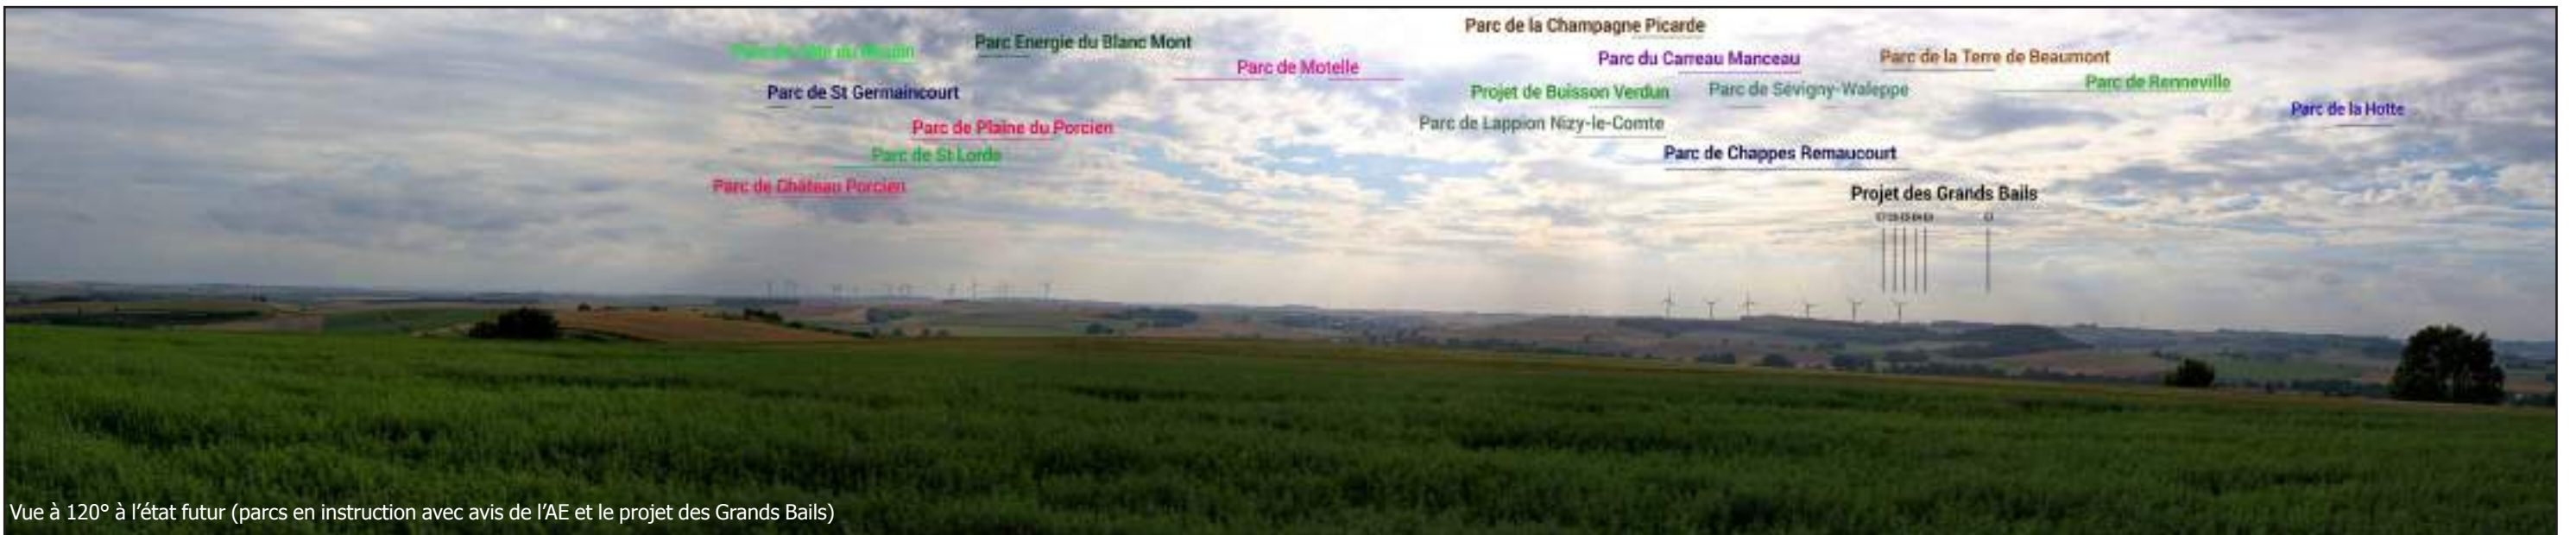 Parc de la Champagne Picarde
Parc Energie du Blanc Mont
Parc du Carreau Manceau
Parc de la Terre de Beaumont
Parc de Motelle
Parc de Renneville
Parc de St Germaincourt
Projet de Buisson Verdun
Parc de Sévigny-Waleppe
Parc de la Hotte
Parc de Plaine du Porcien
Parc de Lappion Nizy-le-Comte
Parc de St Lorde
Parc de Chappes Remaucourt
Parc de Château Porcien
Projet des Grands Bails
Vue à 120° à l'état futur (parcs en instruction avec avis de l'AE et le projet des Grands Bails)